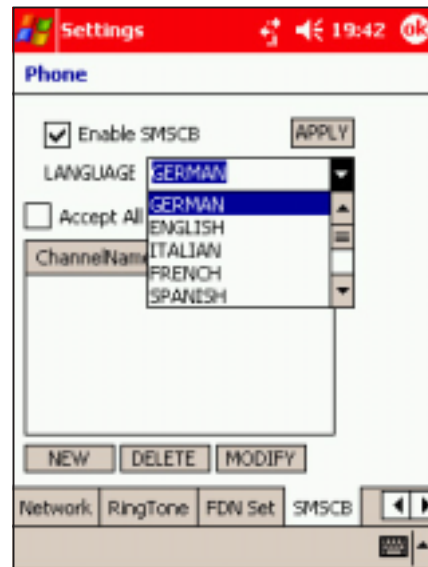 Settings 19:42 ok
Phone
Enable SMSCB APPLY
LANGUAGE GERMAN
GERMAN
Accept All
ENGLISH
ChannelName
ITALIAN
FRENCH
SPANISH
NEW DELETE MODIFY
Network RingTone FDN Set SMSCB